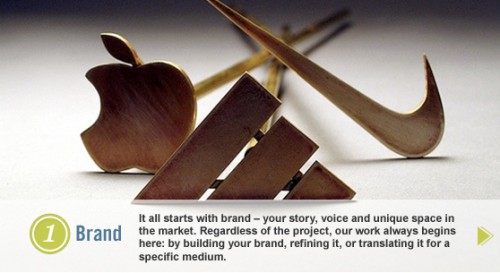 1
Brand
It all starts with brand – your story, voice and unique space in
the market. Regardless of the project, our work always begins
here: by building your brand, refining it, or translating it for a
specific medium.